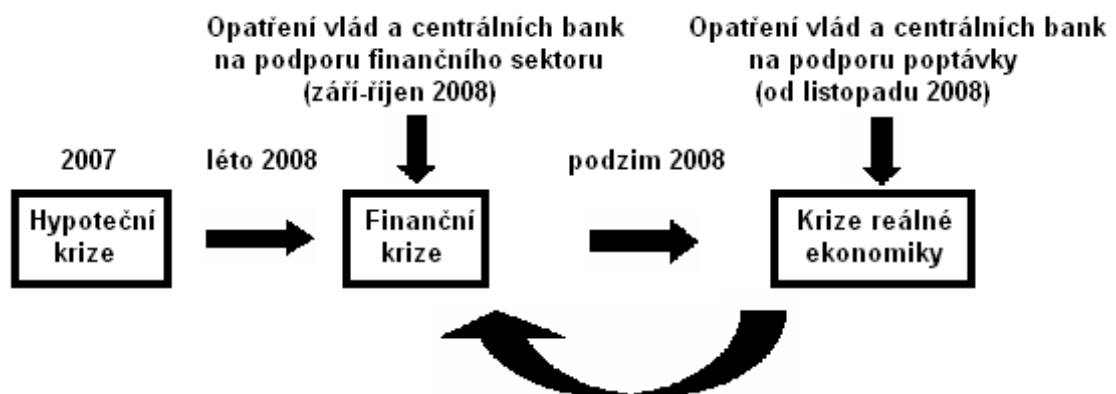 Opatření vlád a centrálních bank
na podporu finančního sektoru
(září-říjen 2008)
Opatření vlád a centrálních bank
na podporu poptávky
(od listopadu 2008)
2007
léto 2008
podzim 2008
Hypoteční
krize
Finanční
krize
Krize reálné
ekonomiky